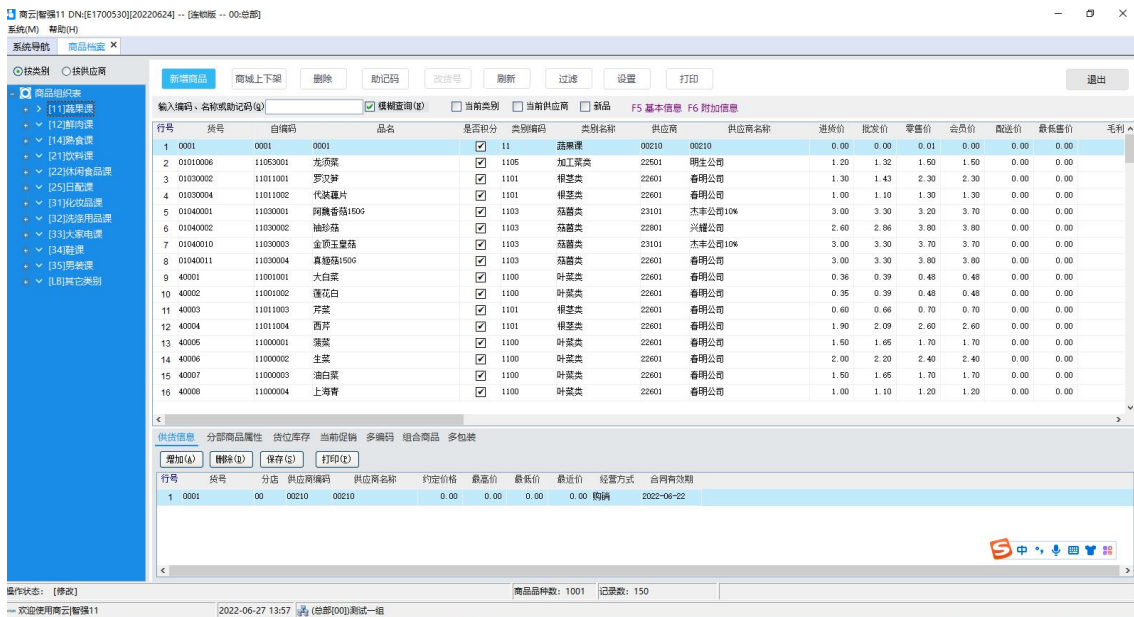 商云|智强11 DN:[E1700530][20220624] -- [连锁版 -- 00:总部]
系统(M) 帮助(H)
系统导航 商品档案
按类别 按供应商
新增商品 商城上下架 删除 助记码 改货号 刷新 过滤 设置 打印 退出
商品组织表
[11]蔬果课
[12]鲜肉课
[14]熟食课
[21]饮料课
[22]休闲食品课
[25]日配课
[31]化妆品课
[32]洗涤用品课
[33]大家电课
[34]鞋课
[35]男装课
[LB]其它类别
输入编码、名称或助记码(Q) 模糊查询(X) 当前类别 当前供应商 新品 F5 基本信息 F6 附加信息
行号 货号 自编码 品名 是否积分 类别编码 类别名称 供应商 供应商名称 进货价 批发价 零售价 会员价 配送价 最低售价 毛利
1 0001 0001 0001 11 蔬果课 00210 00210 0.00 0.00 0.01 0.00 0.00 0.00
2 01010006 11053001 龙须菜 1105 加工菜类 22501 明生公司 1.20 1.32 1.50 1.50 0.00 0.00
3 01030002 11011001 罗汉笋 1101 根茎类 22601 春明公司 1.30 1.43 2.30 2.30 0.00 0.00
4 01030004 11011002 代装藕片 1101 根茎类 22601 春明公司 1.00 1.10 1.30 1.30 0.00 0.00
5 01040001 11030001 阿魏香菇150G 1103 菇菌类 23101 杰丰公司10% 3.00 3.30 3.20 3.70 0.00 0.00
6 01040002 11030002 袖珍菇 1103 菇菌类 22801 兴耀公司 2.60 2.86 3.80 3.80 0.00 0.00
7 01040010 11030003 金顶玉皇菇 1103 菇菌类 23101 杰丰公司10% 3.00 3.30 3.70 3.70 0.00 0.00
8 01040011 11030004 真姬菇150G 1103 菇菌类 22601 春明公司 3.00 3.30 3.80 3.80 0.00 0.00
9 40001 11001001 大白菜 1100 叶菜类 22601 春明公司 0.36 0.39 0.48 0.48 0.00 0.00
10 40002 11001002 莲花白 1100 叶菜类 22601 春明公司 0.35 0.39 0.48 0.48 0.00 0.00
11 40003 11011003 芹菜 1101 根茎类 22601 春明公司 0.60 0.66 0.70 0.70 0.00 0.00
12 40004 11011004 西芹 1101 根茎类 22601 春明公司 1.90 2.09 2.60 2.60 0.00 0.00
13 40005 11000001 菠菜 1100 叶菜类 22601 春明公司 1.50 1.65 1.70 1.70 0.00 0.00
14 40006 11000002 生菜 1100 叶菜类 22601 春明公司 2.00 2.20 2.40 2.40 0.00 0.00
15 40007 11000003 油白菜 1100 叶菜类 22601 春明公司 1.50 1.65 1.70 1.70 0.00 0.00
16 40008 11000004 上海青 1100 叶菜类 22601 春明公司 1.00 1.10 1.20 1.20 0.00 0.00
供货信息 分部商品属性 货位库存 当前促销 多编码 组合商品 多包装
增加(A) 删除(D) 保存(S) 打印(P)
行号 货号 分店 供应商编码 供应商名称 约定价格 最高价 最低价 最近价 经营方式 合同有效期
1 0001 00 00210 00210 0.00 0.00 0.00 0.00 购销 2022-06-22
中
操作状态: [修改] 商品品种数: 1001 记录数: 150
欢迎使用商云|智强11 2022-06-27 13:57 (总部[00])测试一组